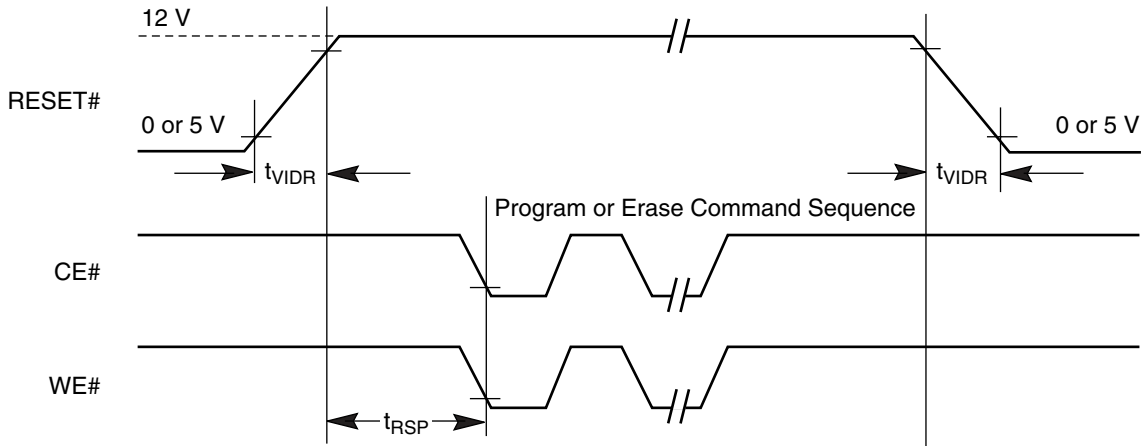 12 V
RESET#
0 or 5 V
0 or 5 V
tVIDR
tVIDR
Program or Erase Command Sequence
CE#
WE#
tRSP